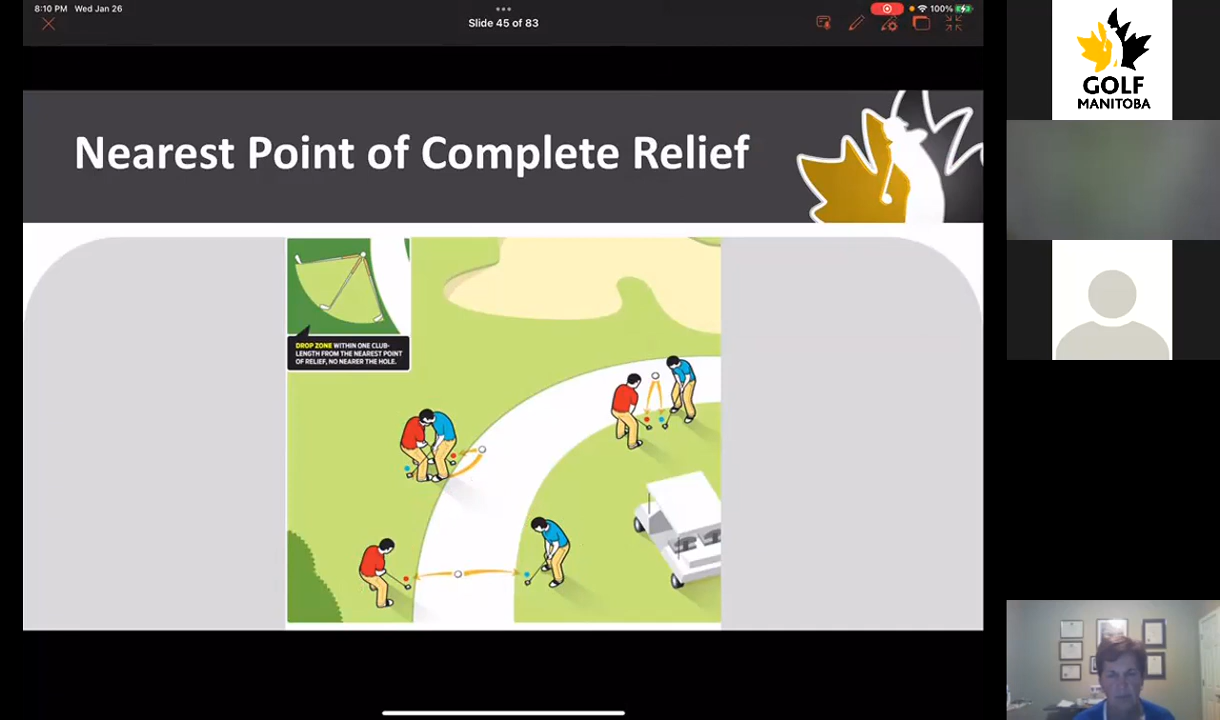 8:10 PM Wed Jan 26
100%
Slide 45 of 83
Nearest Point of Complete Relief
DROP ZONE WITHIN ONE CLUB-
LENGTH FROM THE NEAREST POINT
OF RELIEF, NO NEARER THE HOLE.
GOLF
MANITOBA